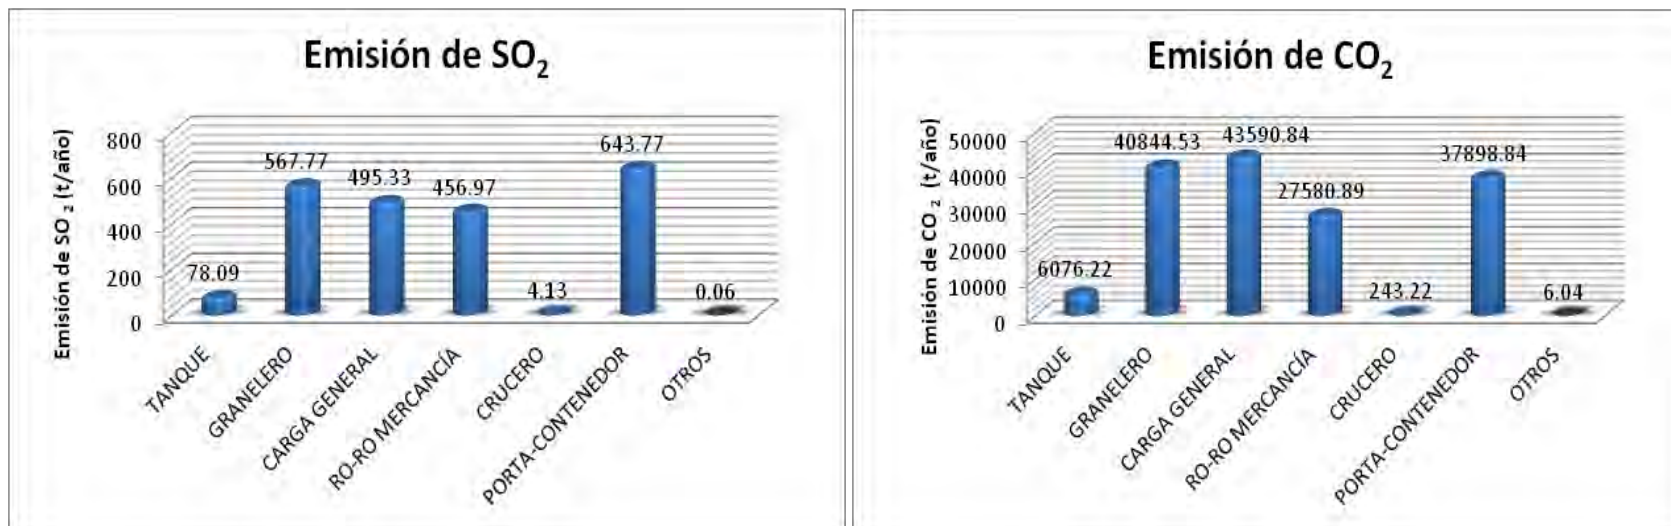 Emisión de SO₂
Emisión de SO ₂ (t/año)
800
600
400
200
0
78.09
567.77
495.33
456.97
4.13
643.77
0.06
TANQUE
GRANELERO
CARGA GENERAL
RO-RO MERCANCÍA
CRUCERO
PORTA-CONTENEDOR
OTROS
Emisión de CO₂
Emisión de CO ₂ (t/año)
50000
40000
30000
20000
10000
0
6076.22
40844.53
43590.84
27580.89
243.22
37898.84
6.04
TANQUE
GRANELERO
CARGA GENERAL
RO-RO MERCANCÍA
CRUCERO
PORTA-CONTENEDOR
OTROS